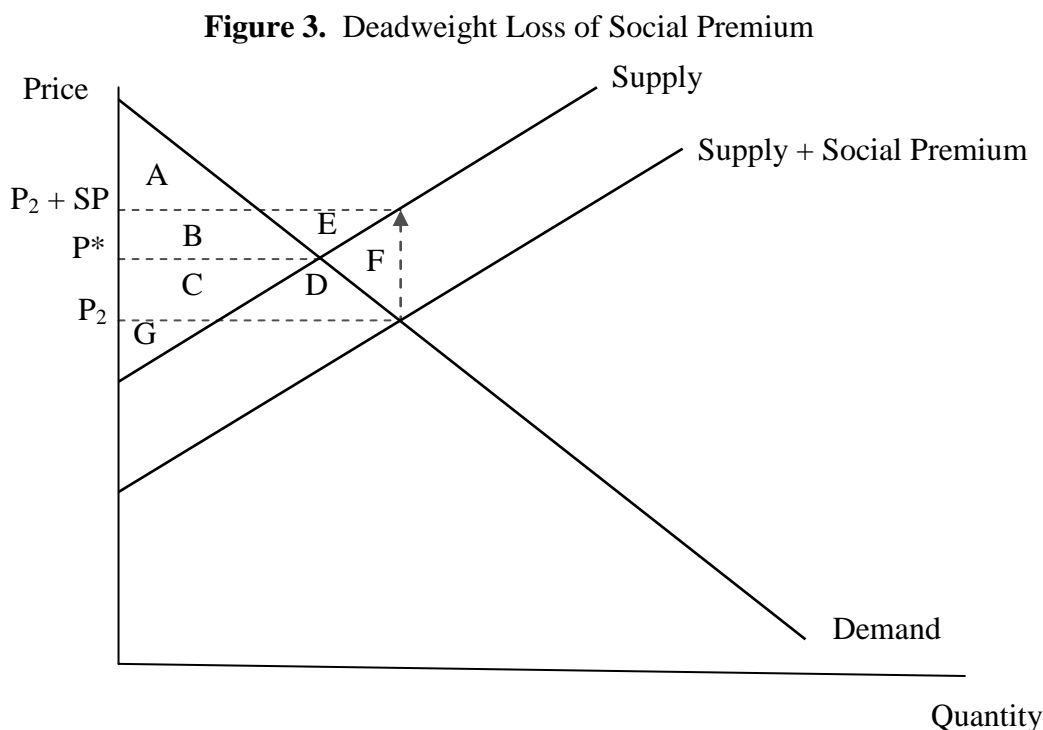 Figure 3. Deadweight Loss of Social Premium
Supply
Price
Supply + Social Premium
A
P₂ + SP
E
B
P*
F
C
D
P₂
G
Demand
Quantity